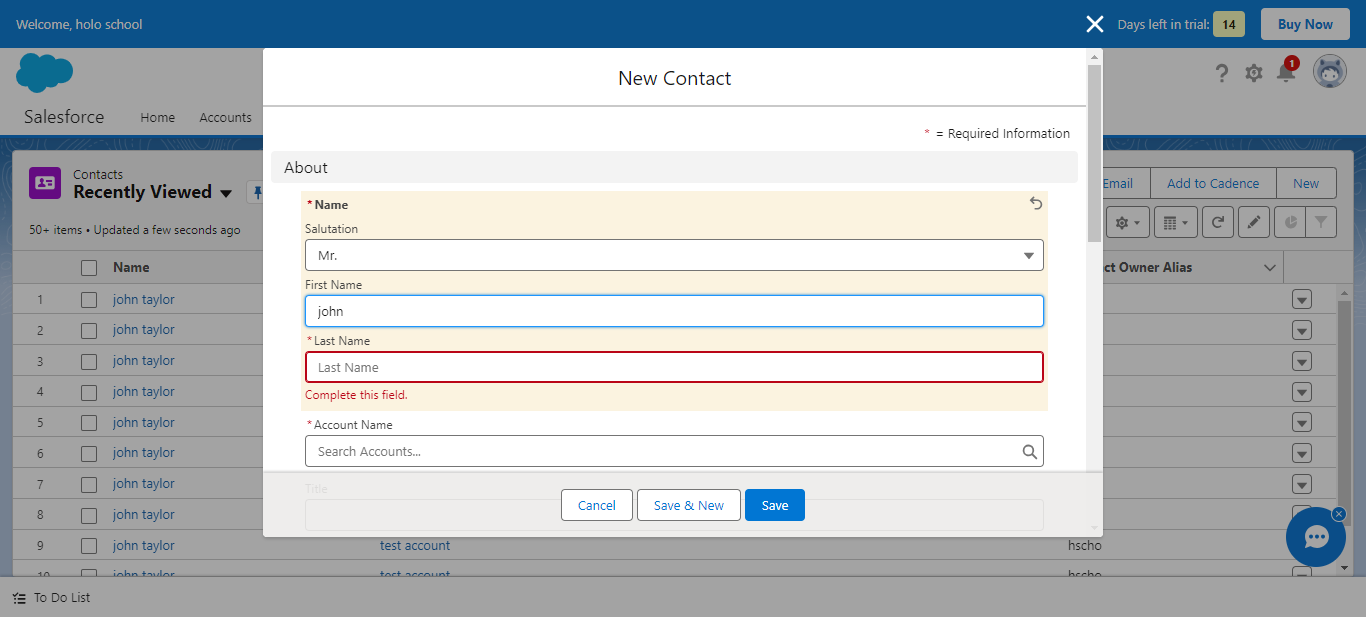 Welcome, holo school
Days left in trial: 14 Buy Now
1
Salesforce Home Accounts
New Contact
* = Required Information
About
Contacts
Recently Viewed
Email Add to Cadence New
50+ items • Updated a few seconds ago
* Name
Salutation
Mr.
First Name
john
* Last Name
Last Name
Complete this field.
* Account Name
Search Accounts...
Title
Cancel Save & New Save
Name
ct Owner Alias
1 john taylor
2 john taylor
3 john taylor
4 john taylor
5 john taylor
6 john taylor
7 john taylor
8 john taylor
9 john taylor test account hscho
10 john taylor test account hscho
To Do List